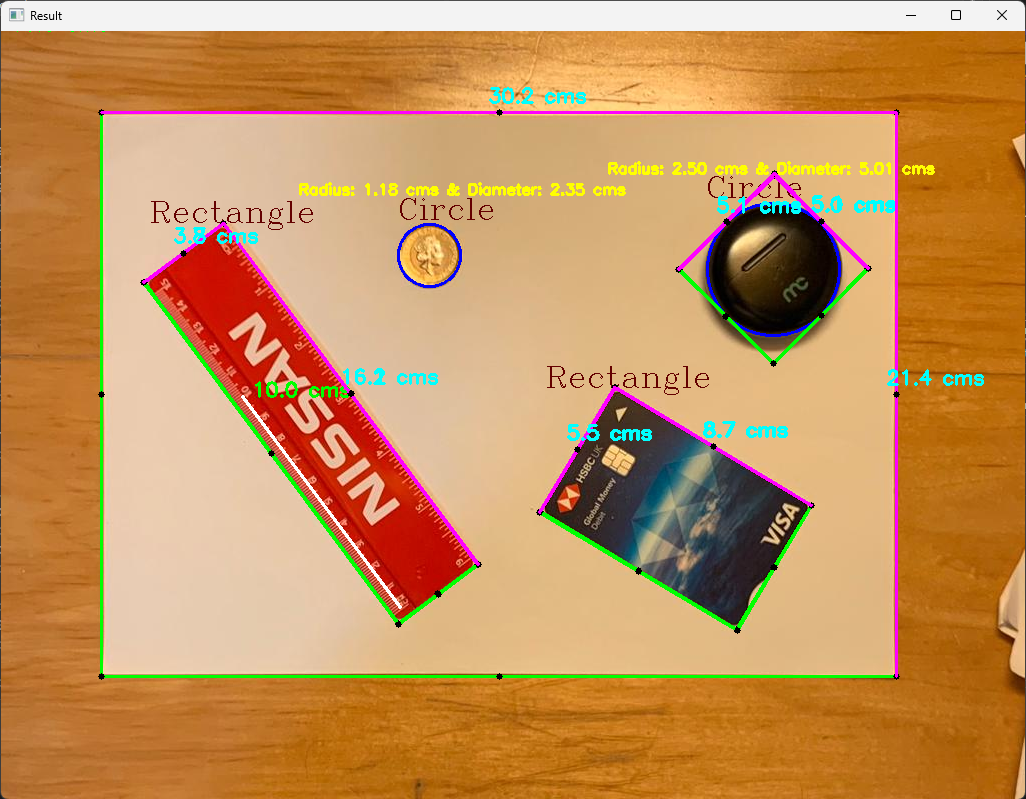 Result
30.2 cms
Radius: 2.50 cms & Diameter: 5.01 cms
Radius: 1.18 cms & Diameter: 2.35 cms
Circle
5.1 cms
5.0 cms
Rectangle
Circle
3.8 cms
mc
NISSAN
16.2 cms
10.0 cms
21.4 cms
Rectangle
5.5 cms
8.7 cms
HSBC UK
Global Money
Debit
VISA